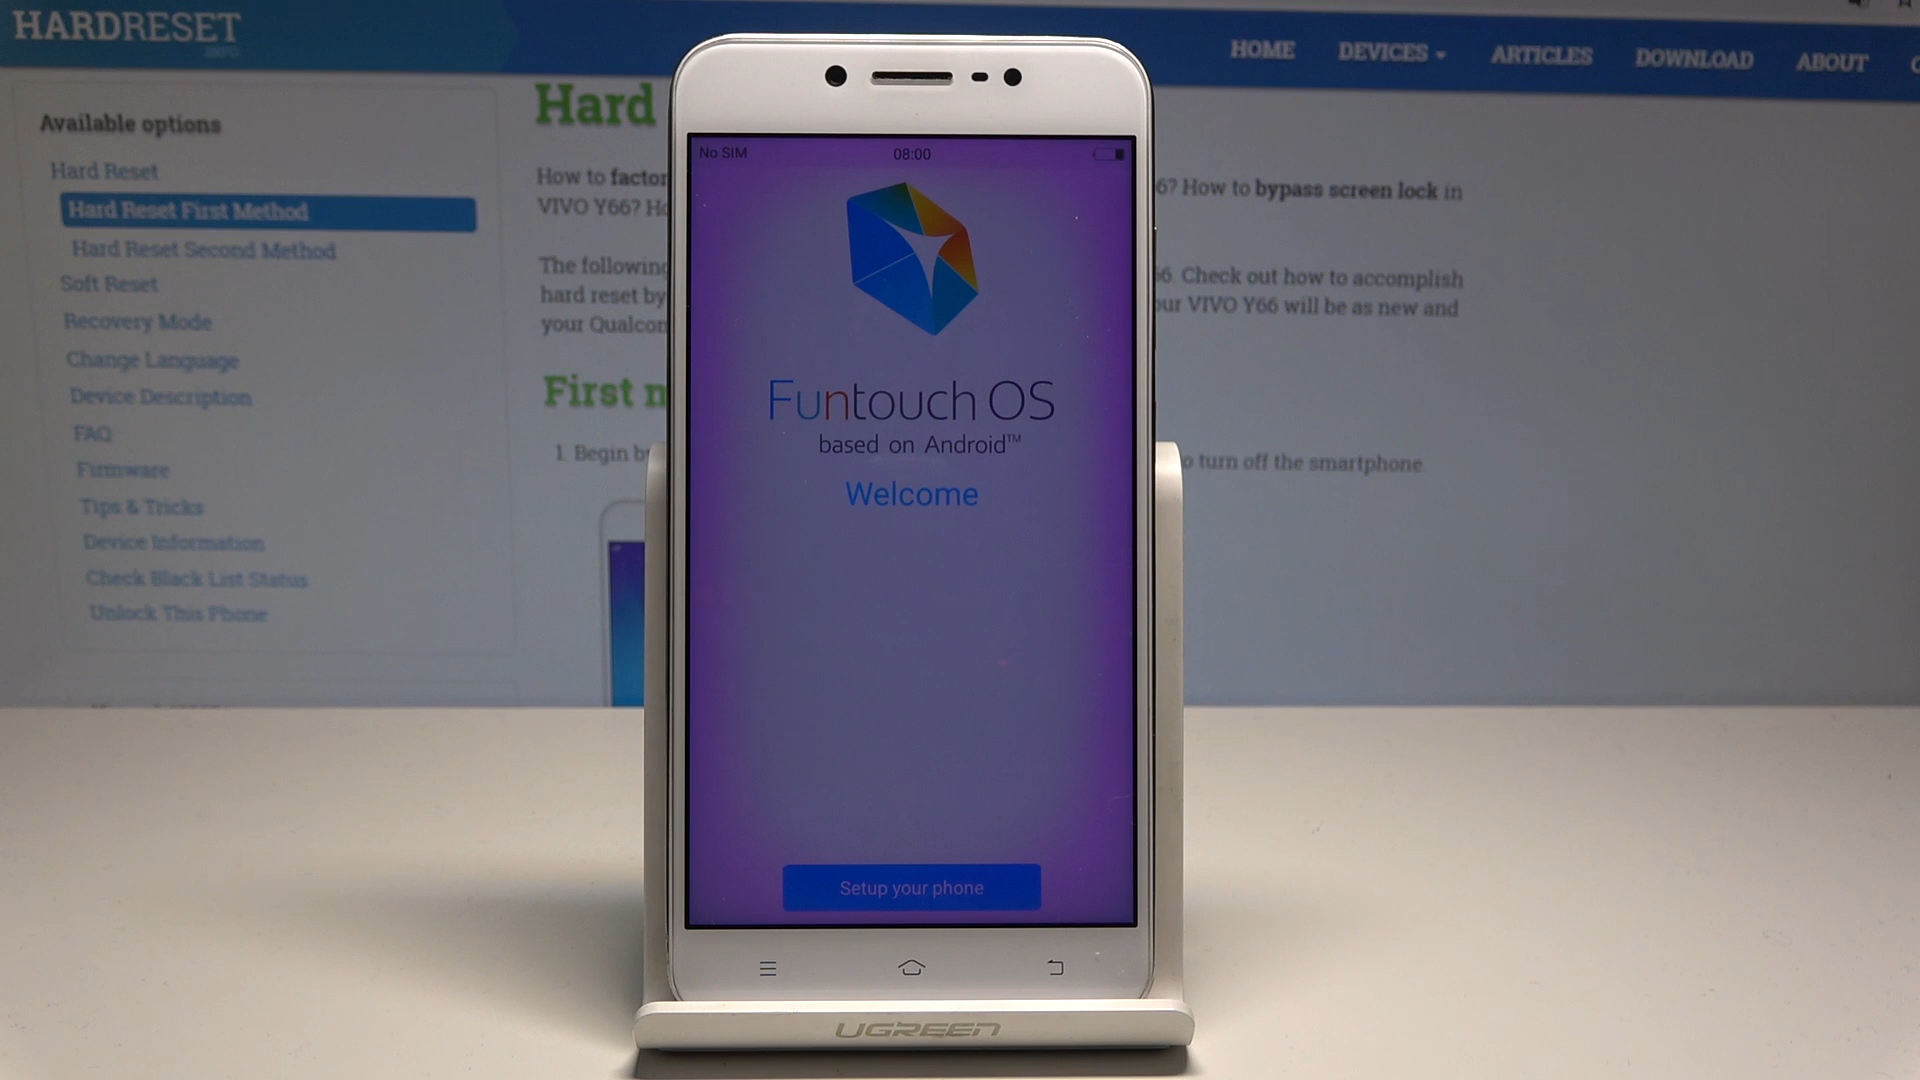 HARDRESET
.INFO
HOME DEVICES ARTICLES DOWNLOAD ABOUT
Available options
Hard Reset
Hard Reset First Method
Hard Reset Second Method
Soft Reset
Recovery Mode
Change Language
Device Description
FAQ
Firmware
Tips & Tricks
Device Information
Check Black List Status
Unlock This Phone
Hard
How to factor
6? How to bypass screen lock in
VIVO Y66? Ho
The following
66. Check out how to accomplish
hard reset by
our VIVO Y66 will be as new and
your Qualcom
First m
1. Begin by
o turn off the smartphone.
No SIM 08:00
Funtouch OS
based on Android™
Welcome
Setup your phone
UGREEN